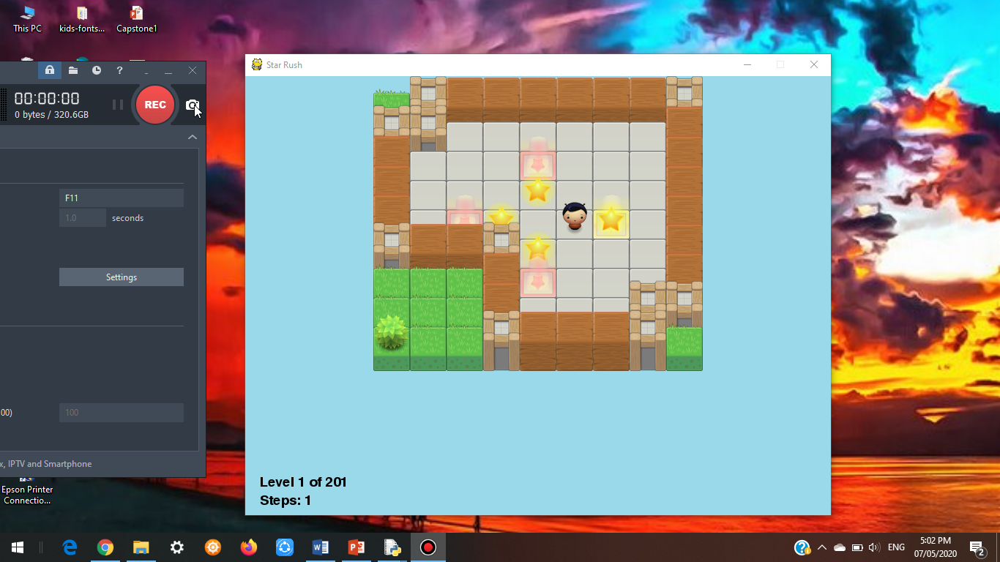 This PC
kids-fonts...
Capstone1
?
00:00:00
0 bytes / 320.6GB
REC
F11
1.0
seconds
Settings
00)
100
x, IPTV and Smartphone
Epson Printer
Connectio...
Star Rush
Level 1 of 201
Steps: 1
ENG
5:02 PM
07/05/2020
2